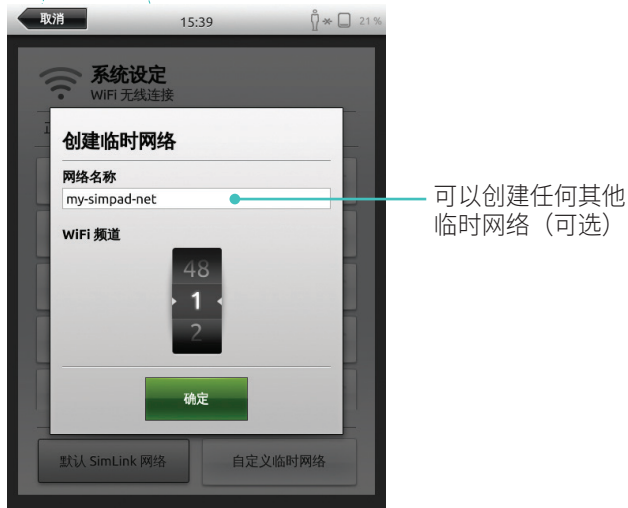 取消
15:39
21 %
系统设定
WiFi 无线连接
正
创建临时网络
网络名称
my-simpad-net
可以创建任何其他
临时网络（可选）
WiFi 频道
48
1
2
确定
默认 SimLink 网络
自定义临时网络